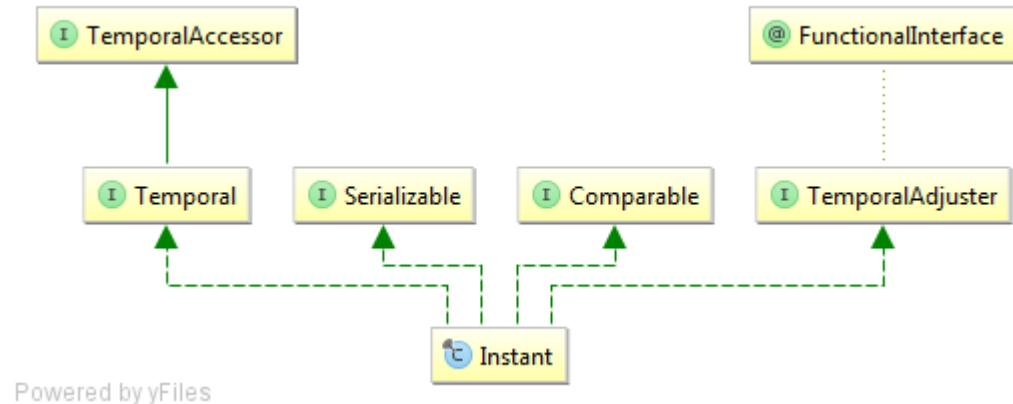 TemporalAccessor
FunctionalInterface
Temporal
Serializable
Comparable
TemporalAdjuster
Instant
Powered by yFiles